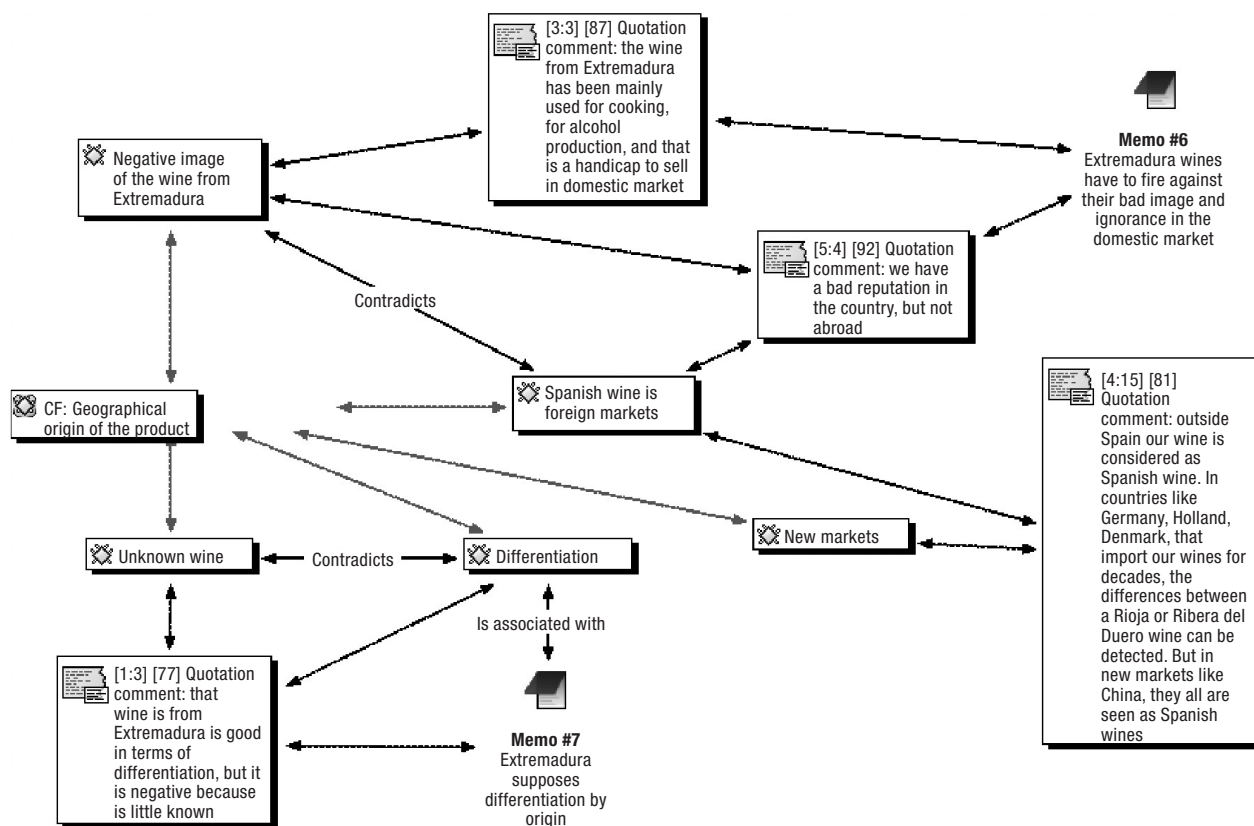 [3:3] [87] Quotation
comment: the wine
from Extremadura
has been mainly
used for cooking,
for alcohol
production, and that
is a handicap to sell
in domestic market
Memo #6
Extremadura wines
have to fire against
their bad image and
ignorance in the
domestic market
Negative image
of the wine from
Extremadura
[5:4] [92] Quotation
comment: we have
a bad reputation in
the country, but not
abroad
Contradicts
CF: Geographical
origin of the product
Spanish wine is
foreign markets
[4:15] [81]
Quotation
comment: outside
Spain our wine is
considered as
Spanish wine. In
countries like
Germany, Holland,
Denmark, that
import our wines for
decades, the
differences between
a Rioja or Ribera del
Duero wine can be
detected. But in
new markets like
China, they all are
seen as Spanish
wines
New markets
Unknown wine
Contradicts
Differentiation
Is associated with
[1:3] [77] Quotation
comment: that
wine is from
Extremadura is good
in terms of
differentiation, but it
is negative because
is little known
Memo #7
Extremadura
supposes
differentiation by
origin